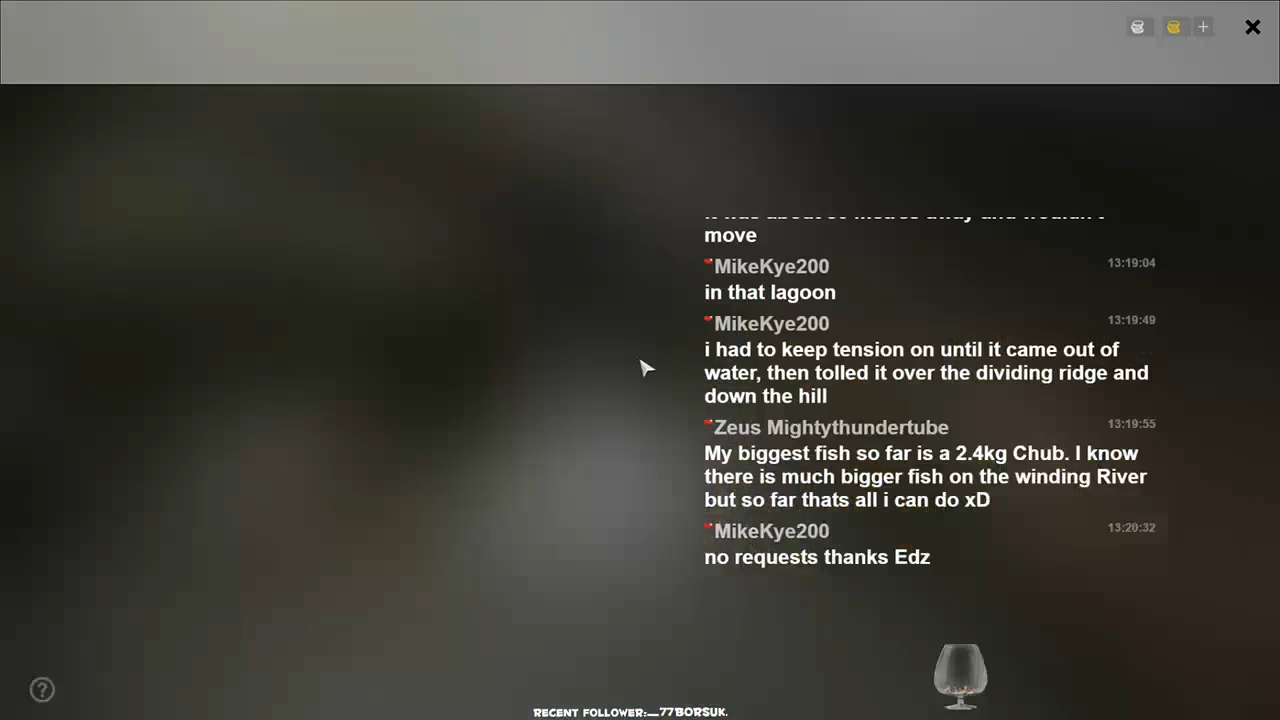 move
MikeKye200 13:19:04
in that lagoon
MikeKye200 13:19:49
i had to keep tension on until it came out of
water, then tolled it over the dividing ridge and
down the hill
Zeus Mightythundertube 13:19:55
My biggest fish so far is a 2.4kg Chub. I know
there is much bigger fish on the winding River
but so far thats all i can do xD
MikeKye200 13:20:32
no requests thanks Edz
?
RECENT FOLLOWER:__77BORSUK.